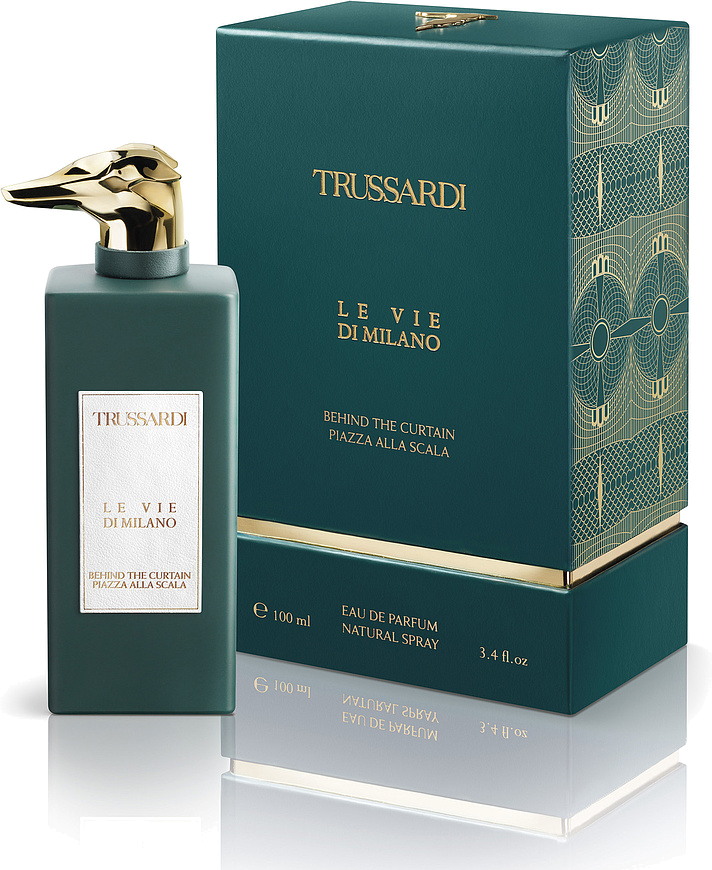 TRUSSARDI
LE VIE
DI MILANO
BEHIND THE CURTAIN
PIAZZA ALLA SCALA
TRUSSARDI
LE VIE
DI MILANO
BEHIND THE CURTAIN
PIAZZA ALLA SCALA
e 100 ml
EAU DE PARFUM
NATURAL SPRAY
3.4 fl.oz